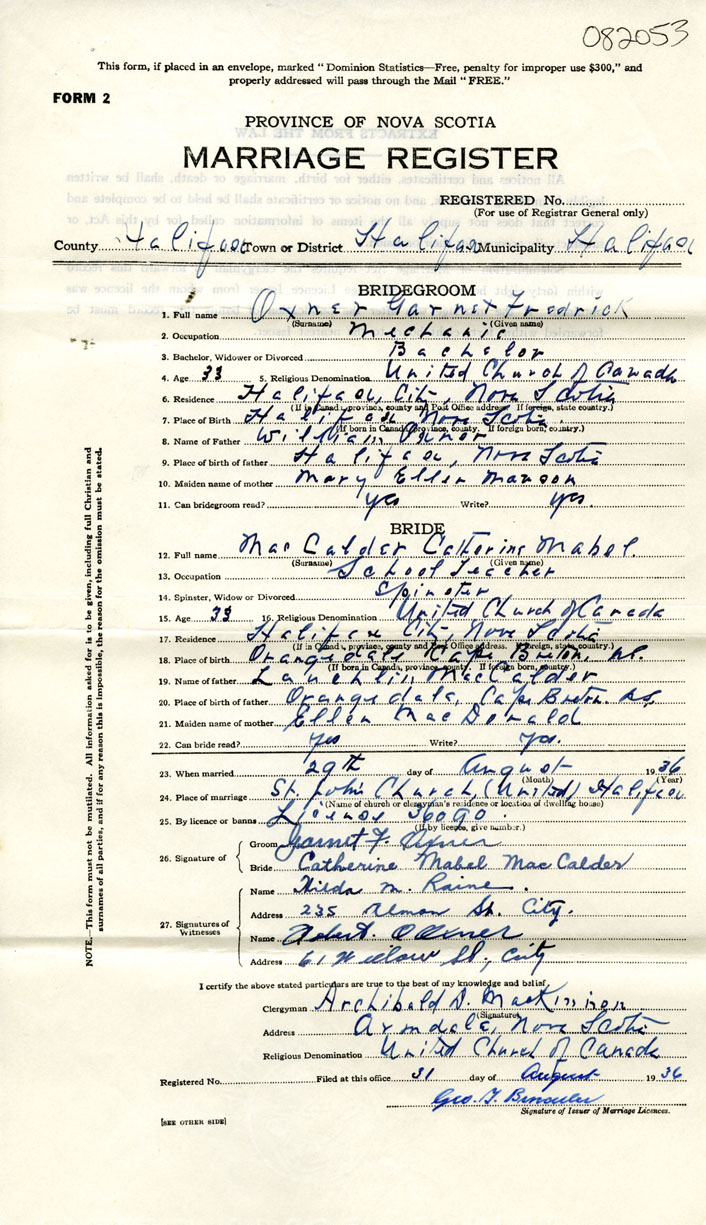 082053
This form, if placed in an envelope, marked "Dominion Statistics—Free, penalty for improper use $300," and
properly addressed will pass through the Mail "FREE."
FORM 2
PROVINCE OF NOVA SCOTIA
MARRIAGE REGISTER
REGISTERED No.
(For use of Registrar General only)
County Halifax Town or District Halifax Municipality Halifax
BRIDEGROOM
1. Full name Oxner Garnet Fredrick
(Surname) (Given name)
2. Occupation Mechanic
3. Bachelor, Widower or Divorced Bachelor
4. Age 33 5. Religious Denomination United Church of Canada
6. Residence Halifax, City, Nova Scotia
(If in Canada, province, county and Post Office address. If foreign, state country.)
7. Place of Birth Halifax Nova Scotia
(If born in Canada, province, county. If foreign born, country.)
8. Name of Father William Oxner
9. Place of birth of father Halifax, Nova Scotia
10. Maiden name of mother Mary Ellen
11. Can bridegroom read? yes Write? yes.
BRIDE
12. Full name MacCalder Catherine Mabel.
(Surname) (Given name)
13. Occupation School Teacher
14. Spinster, Widow or Divorced Spinster
15. Age 33 16. Religious Denomination United Church of Canada
17. Residence Halifax City, Nova Scotia
(If in Canada, province, county and Post Office address. If foreign, state country.)
18. Place of birth Orangedale Cape Breton, NS.
(If born in Canada, province, county. If foreign born, country.)
19. Name of father Lauchlin MacCalder
20. Place of birth of father Orangedale, Cape Breton. N.S.
21. Maiden name of mother Ellen MacDonald
22. Can bride read? Yes Write? Yes.
23. When married 29th day of August 1936
(Month) (Year)
24. Place of marriage St. John's Church, (United) Halifax
(Name of church or clergyman's residence or location of dwelling house)
25. By licence or banns License 36090.
(If by licence, give number.)
26. Signature of
Groom Garnet F. Oxner
Bride Catherine Mabel MacCalder
27. Signatures of
Witnesses
Name Hilda M. Raine.
Address 235 St. City.
Name Oxner
Address 61 Willow St., City
I certify the above stated particulars are true to the best of my knowledge and belief.
Clergyman Archibald D. MacKinnon
(Signature)
Address Armdale, Nova Scotia
Religious Denomination United Church of Canada
Registered No. Filed at this office 31 day of August 1936
Geo. F.
Signature of Issuer of Marriage Licences.
[SEE OTHER SIDE]
NOTE.—This form must not be mutilated. All information asked for is to be given, including full Christian and
surnames of all parties, and if for any reason this is impossible, the reason for the omission must be stated.